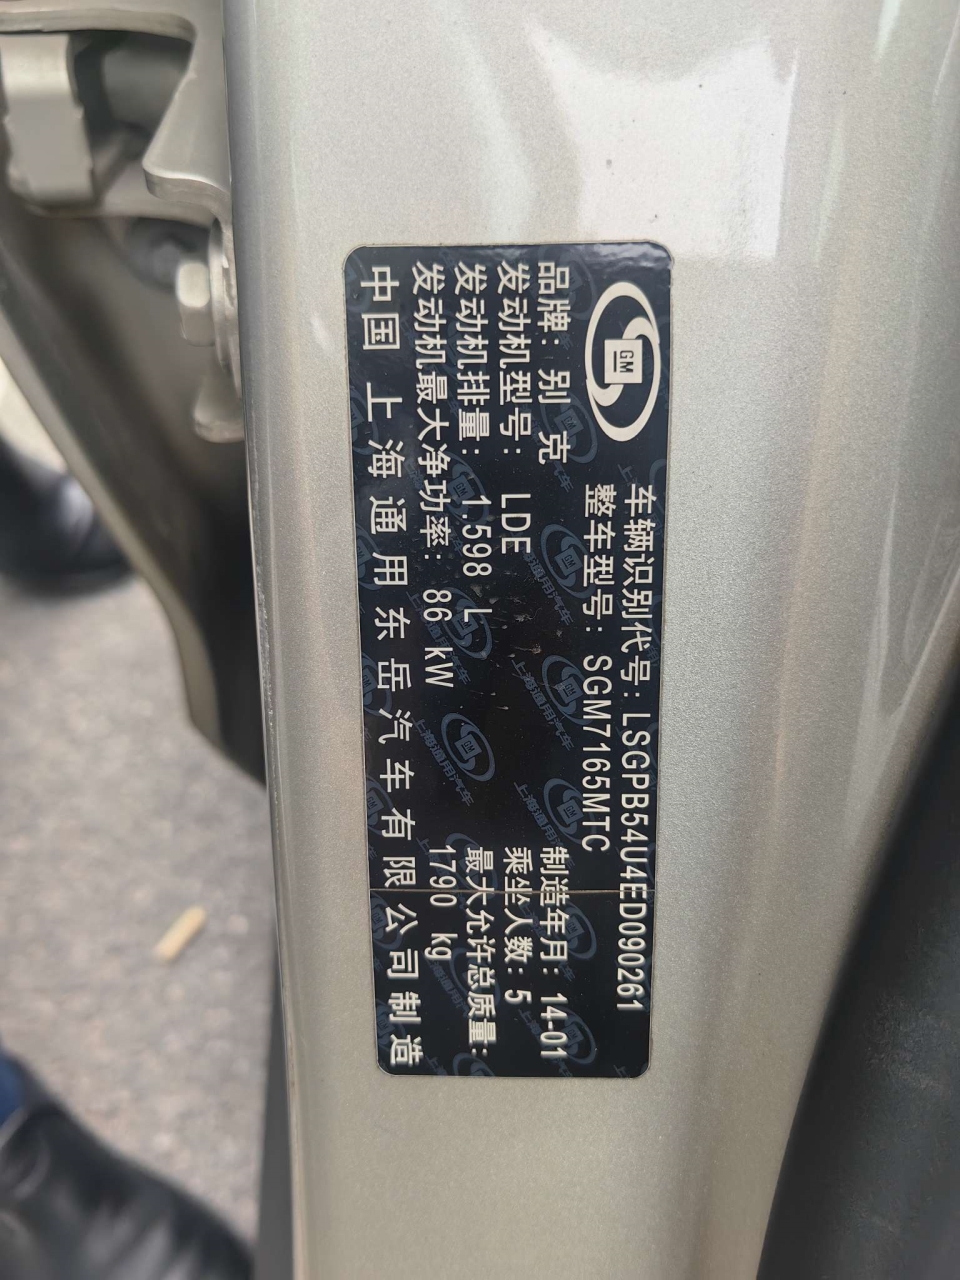 GM
车辆识别代号: LSGPB54U4ED090261
整车型号: SGM7165MTC
品牌: 别 克
制造年月: 14-01
发动机型号: LDE
乘坐人数: 5
发动机排量: 1.598 L
最大允许总质量:
1790 kg
发动机最大净功率: 86 kW
中国 上海通用东岳汽车有限公司制造